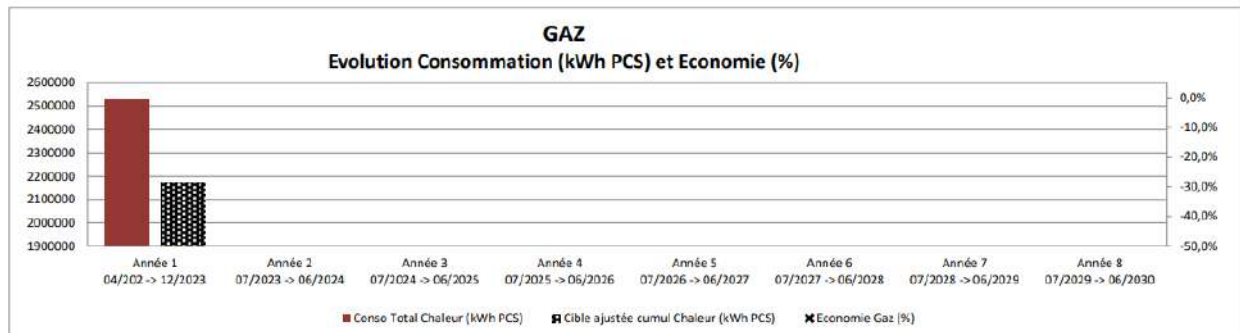 GAZ
Evolution Consommation (kWh PCS) et Economie (%)
2600000
2500000
2400000
2300000
2200000
2100000
2000000
1900000
0,0%
-10,0%
-20,0%
-30,0%
-40,0%
-50,0%
Année 1 Année 2 Année 3 Année 4 Année 5 Année 6 Année 7 Année 8
04/202 -> 12/2023 07/2023 -> 06/2024 07/2024 -> 06/2025 07/2025 -> 06/2026 07/2026 -> 06/2027 07/2027 -> 06/2028 07/2028 -> 06/2029 07/2029 -> 06/2030
Conso Total Chaleur (kWh PCS) Cible ajustée cumul Chaleur (kWh PCS) Economie Gaz (%)